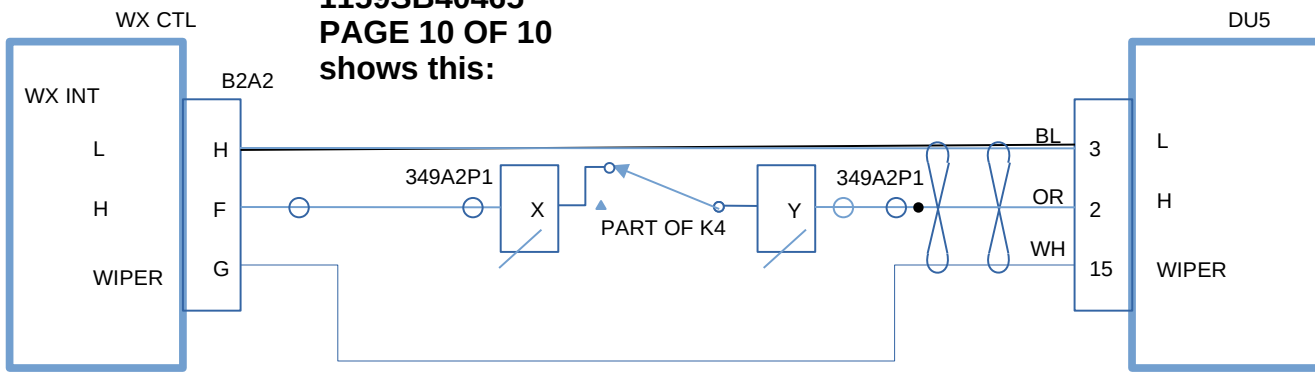 1159SB40465
PAGE 10 OF 10
shows this:
WX CTL
DU5
B2A2
WX INT
L
H
BL
3
L
349A2P1
349A2P1
H
F
X
Y
OR
2
H
PART OF K4
WIPER
G
WH
15
WIPER